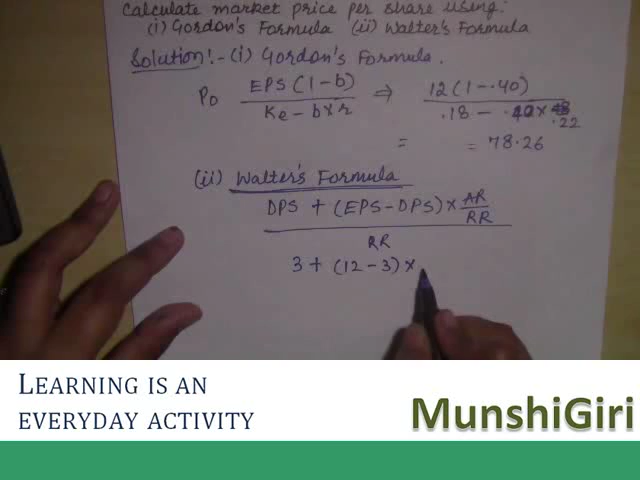 Calculate market price per share using:
(i) Gordon's Formula (ii) Walter's Formula
Solution:- (i) Gordon's Formula.
P0 EPS (1-b) / Ke - b×r ⇒ 12 (1-.40) / .18 - .40 × .22
= = 78.26
(ii) Walter's Formula
DPS + (EPS-DPS) × AR/RR
RR
3 + (12-3) ×
LEARNING IS AN
EVERYDAY ACTIVITY
MunshiGiri